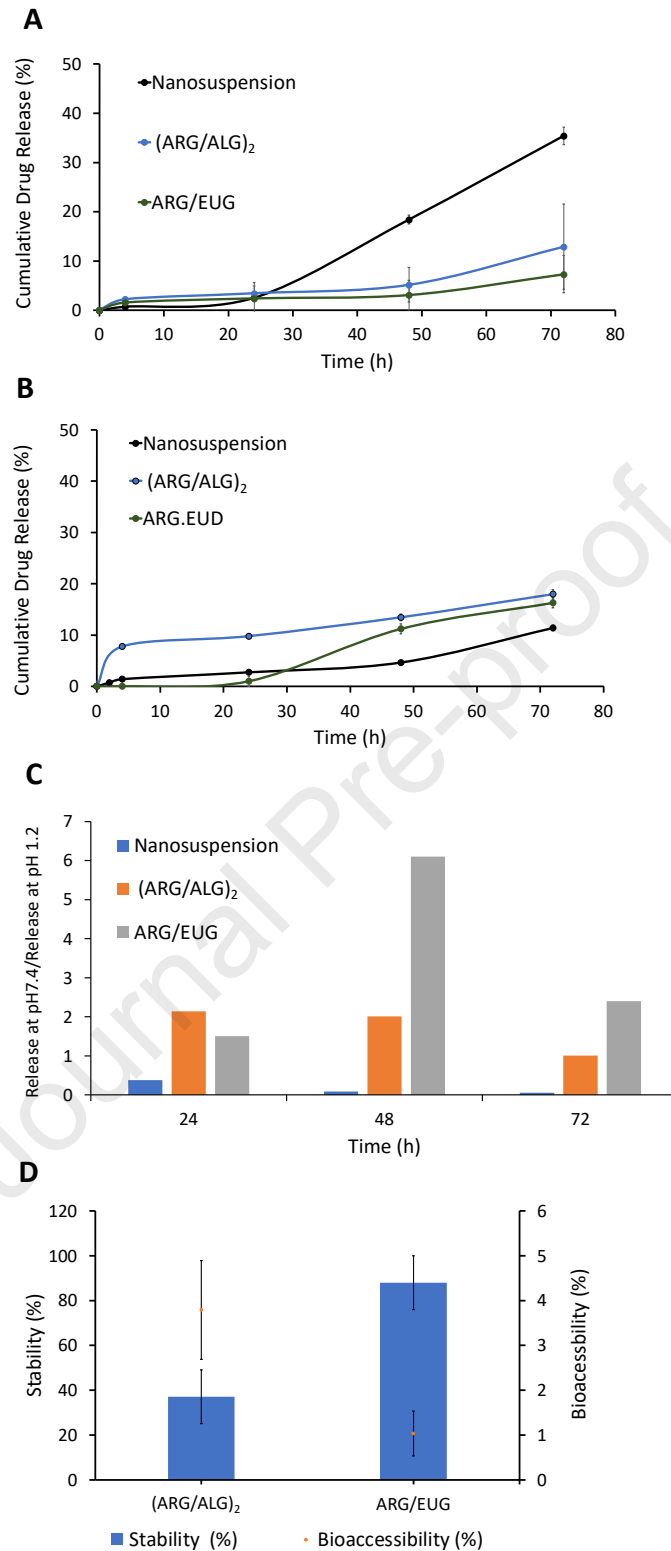 A
Cumulative Drug Release (%)
50
40
30
20
10
0
Nanosuspension
(ARG/ALG)₂
ARG/EUG
0 10 20 30 40 50 60 70 80
Time (h)
B
Cumulative Drug Release (%)
50
40
30
20
10
0
Nanosuspension
(ARG/ALG)₂
ARG.EUD
0 10 20 30 40 50 60 70 80
Time (h)
C
Release at pH7.4/Release at pH 1.2
7
6
5
4
3
2
1
0
Nanosuspension
(ARG/ALG)₂
ARG/EUG
24 48 72
Time (h)
D
Stability (%)
120
100
80
60
40
20
0
6
5
4
3
2
1
0
Bioacessbility (%)
(ARG/ALG)₂ ARG/EUG
Stability (%) Bioaccessibility (%)
Journal Pre-proof